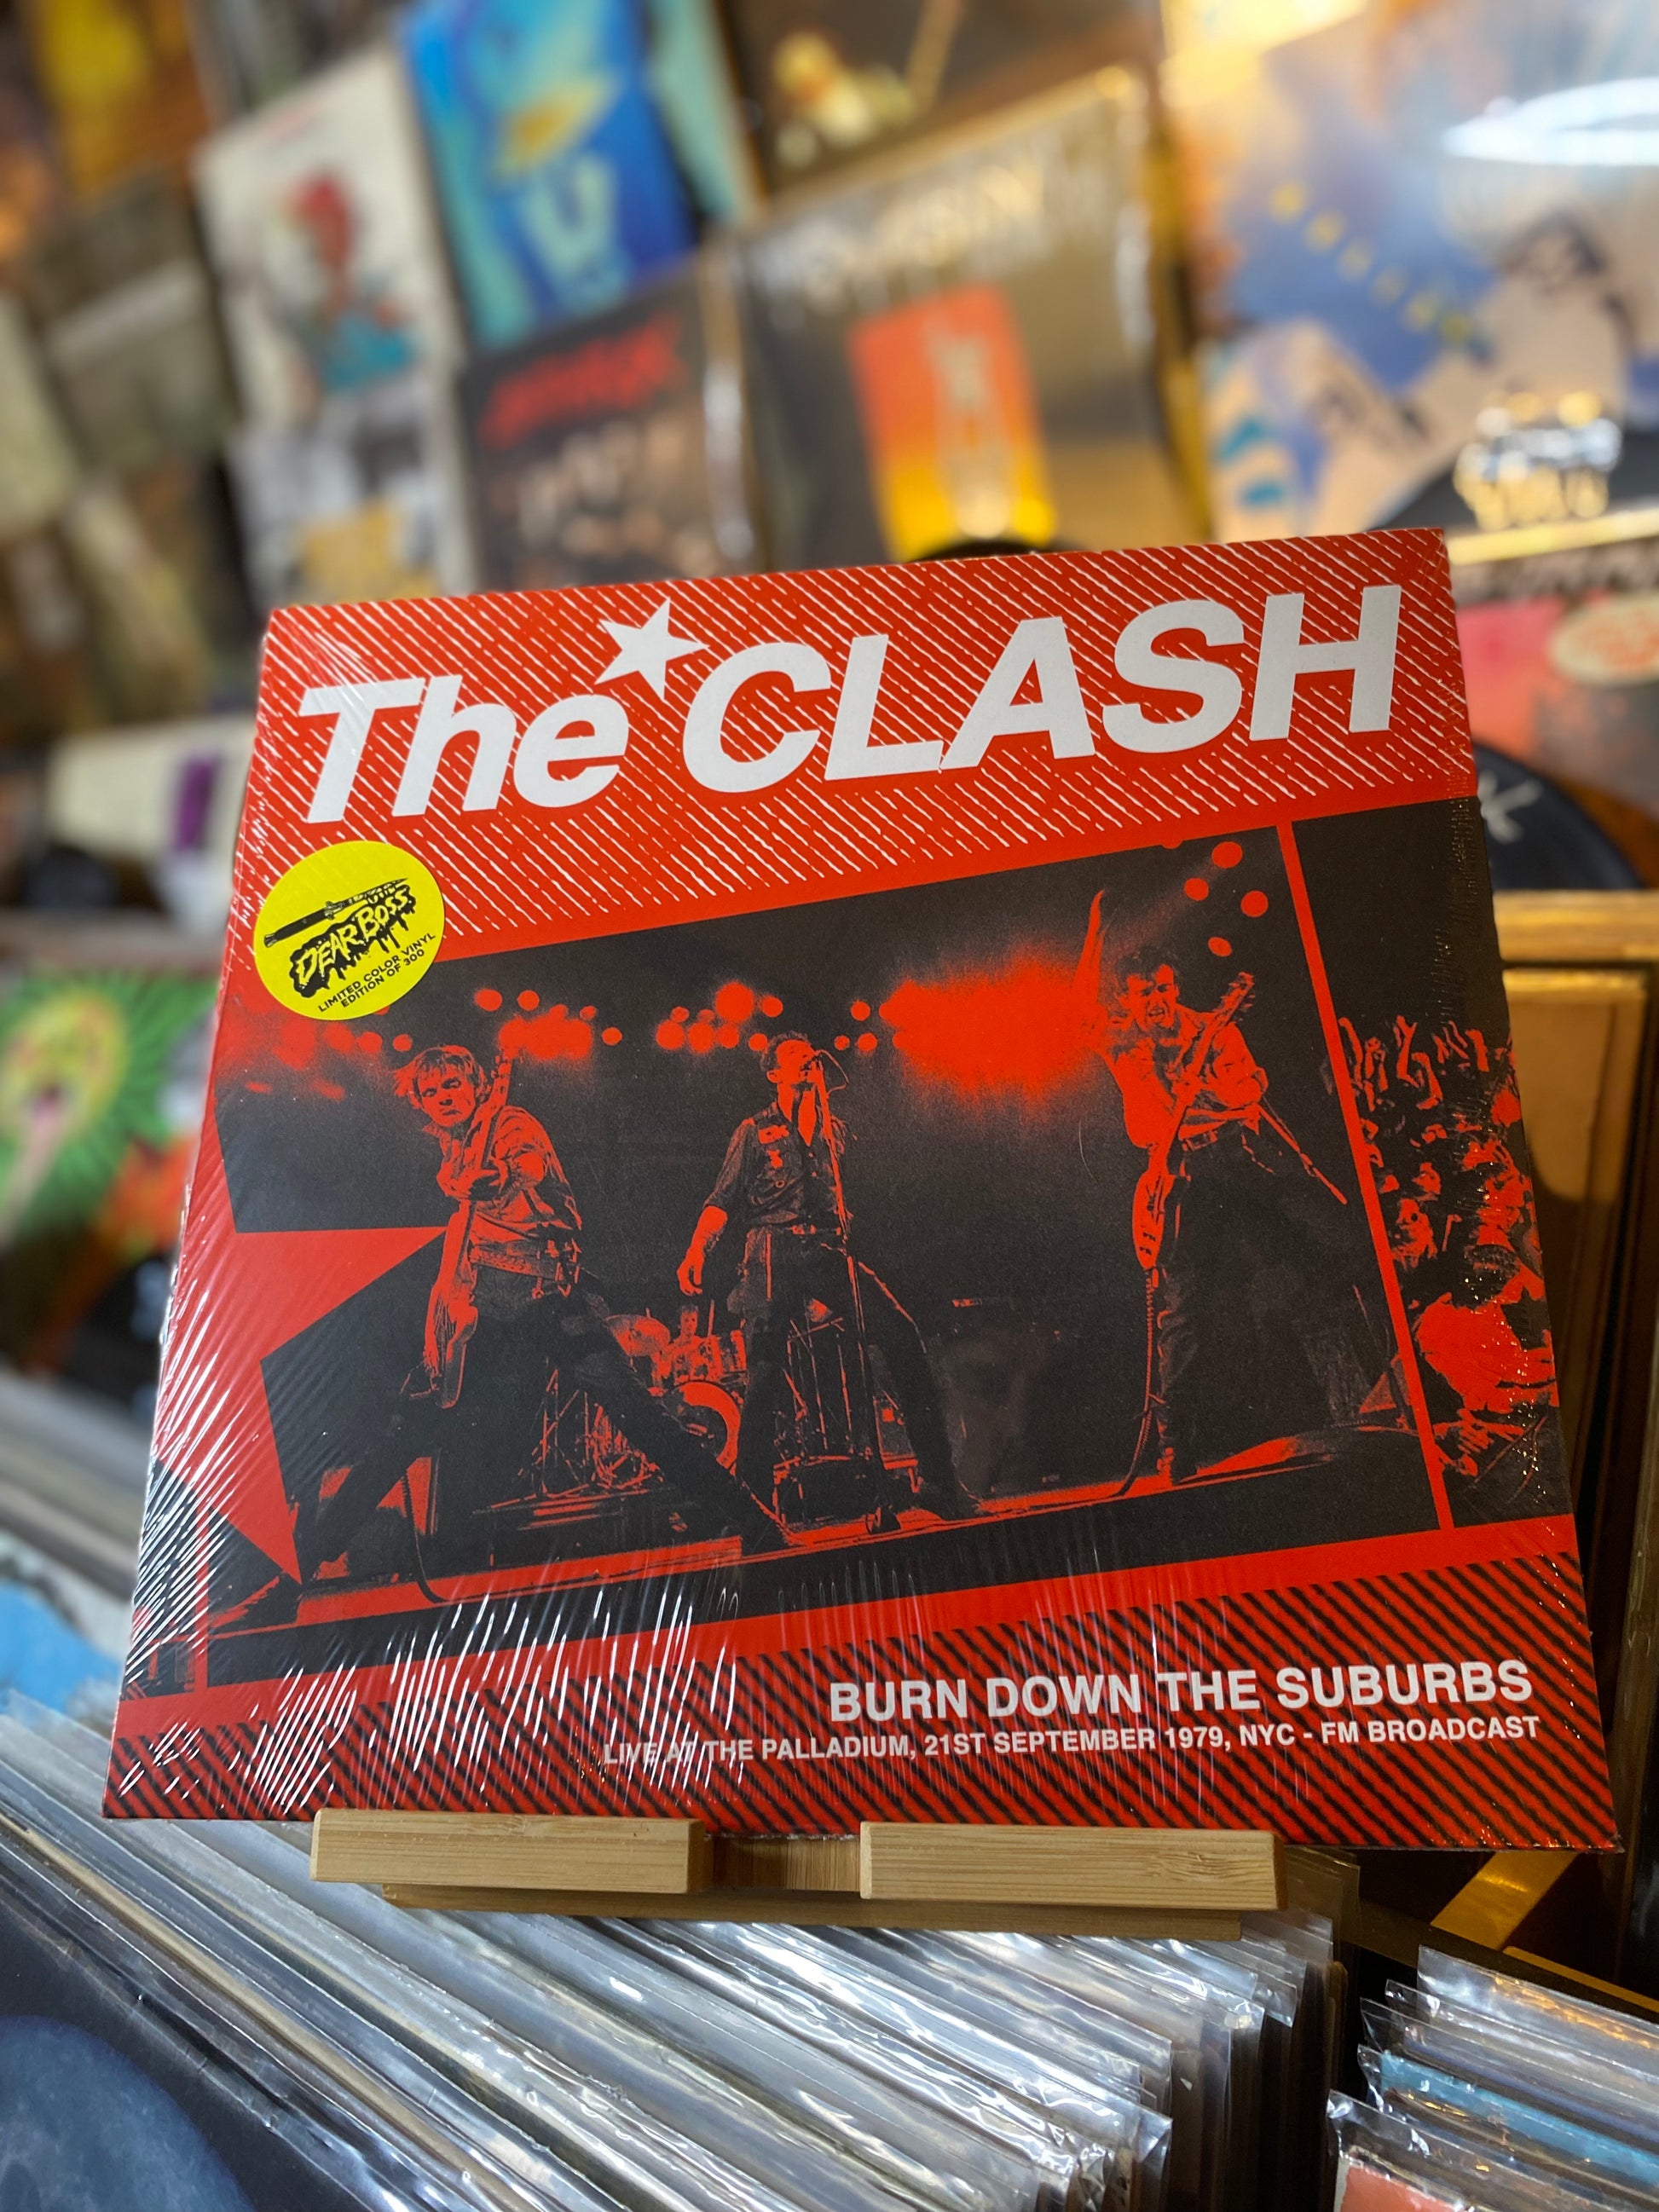 The CLASH
DEAR BOSS
LIMITED COLOR VINYL
EDITION OF 300
BURN DOWN THE SUBURBS
LIVE AT THE PALLADIUM, 21ST SEPTEMBER 1979, NYC - FM BROADCAST